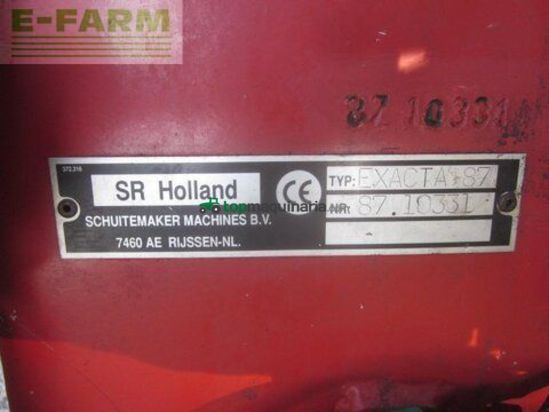 E-FARM
87 10331
372.316
SR Holland
CE
TYP: EXACTA 87
NR: 87 10331
SCHUITEMAKER MACHINES B.V.
7460 AE RIJSSEN-NL.
topmaquinaria